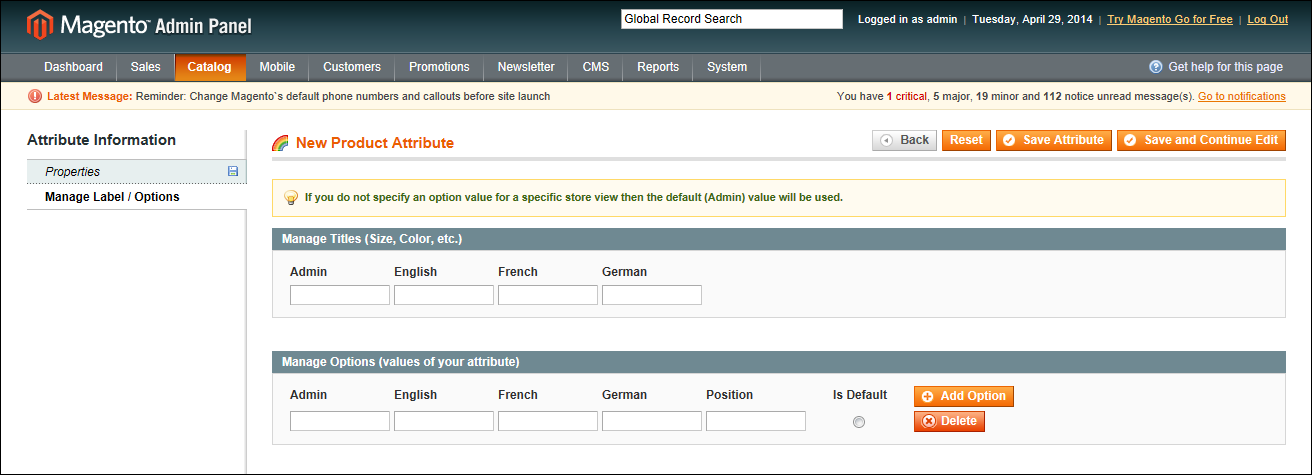 Magento™ Admin Panel
Global Record Search
Logged in as admin | Tuesday, April 29, 2014 | Try Magento Go for Free | Log Out
Dashboard Sales Catalog Mobile Customers Promotions Newsletter CMS Reports System Get help for this page
Latest Message: Reminder: Change Magento`s default phone numbers and callouts before site launch You have 1 critical, 5 major, 19 minor and 112 notice unread message(s). Go to notifications
Attribute Information
Properties
Manage Label / Options
New Product Attribute
Back Reset Save Attribute Save and Continue Edit
If you do not specify an option value for a specific store view then the default (Admin) value will be used.
Manage Titles (Size, Color, etc.)
Admin English French German
Manage Options (values of your attribute)
Admin English French German Position Is Default Add Option
Delete